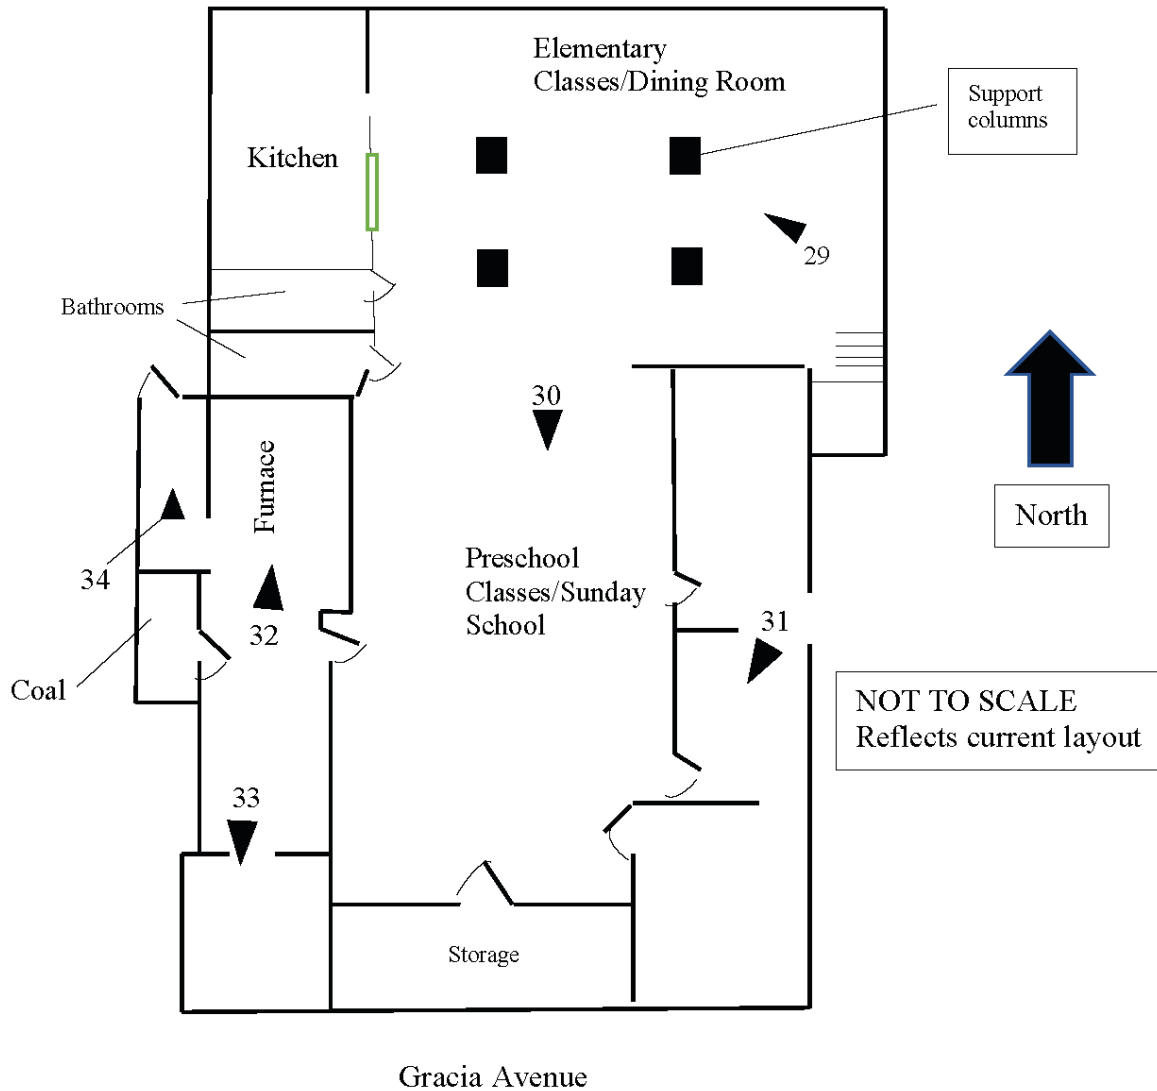 Elementary
Classes/Dining Room
Support
columns
Kitchen
29
Bathrooms
30
Furnace
North
Preschool
Classes/Sunday
School
34
31
32
Coal
NOT TO SCALE
Reflects current layout
33
Storage
Gracia Avenue